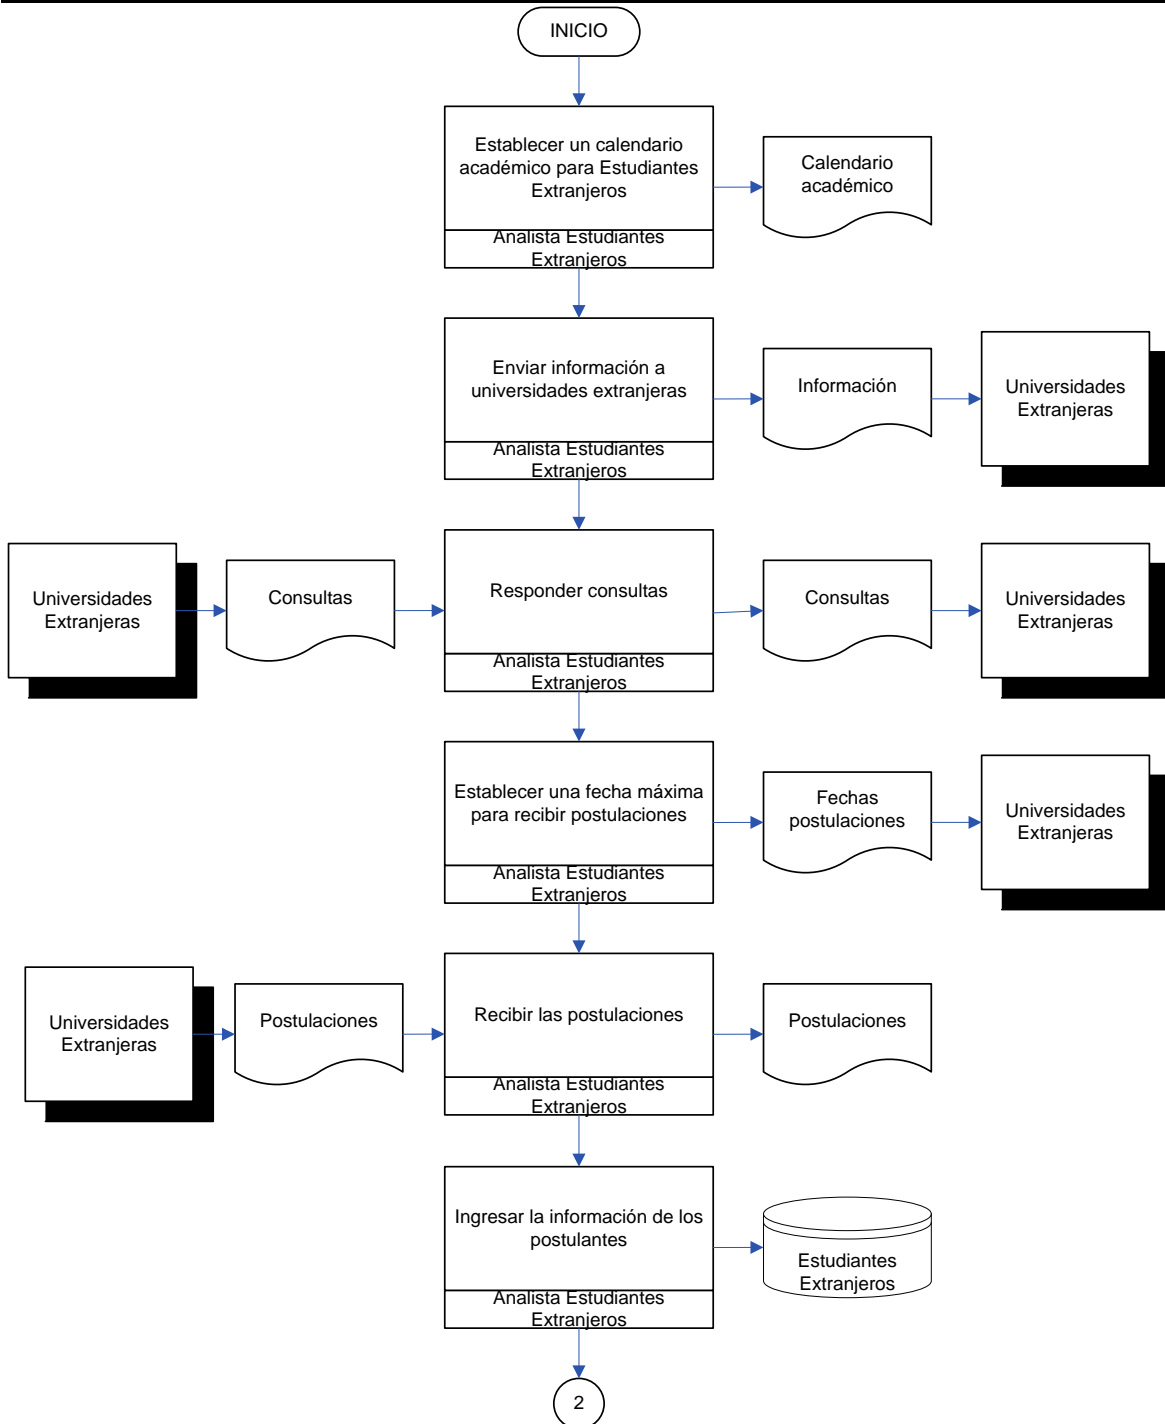 INICIO
Establecer un calendario
académico para Estudiantes
Extranjeros
Analista Estudiantes
Extranjeros
Calendario
académico
Enviar información a
universidades extranjeras
Analista Estudiantes
Extranjeros
Información
Universidades
Extranjeras
Universidades
Extranjeras
Consultas
Responder consultas
Analista Estudiantes
Extranjeros
Consultas
Universidades
Extranjeras
Establecer una fecha máxima
para recibir postulaciones
Analista Estudiantes
Extranjeros
Fechas
postulaciones
Universidades
Extranjeras
Universidades
Extranjeras
Postulaciones
Recibir las postulaciones
Analista Estudiantes
Extranjeros
Postulaciones
Ingresar la información de los
postulantes
Analista Estudiantes
Extranjeros
Estudiantes
Extranjeros
2